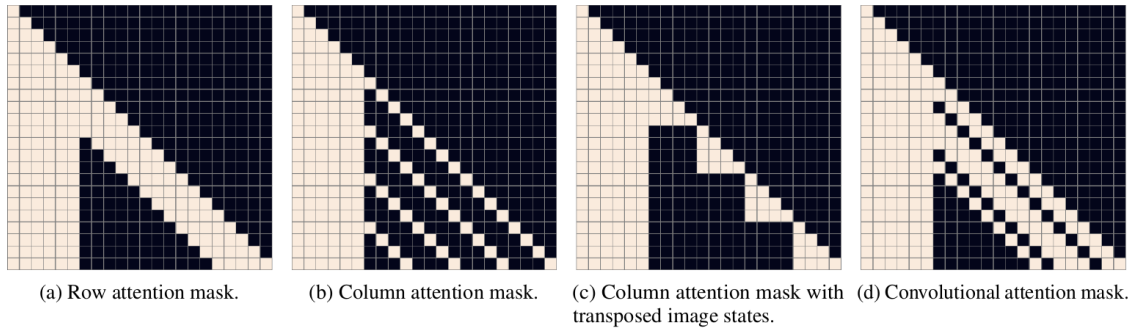 (a) Row attention mask.
(b) Column attention mask.
(c) Column attention mask with
transposed image states.
(d) Convolutional attention mask.